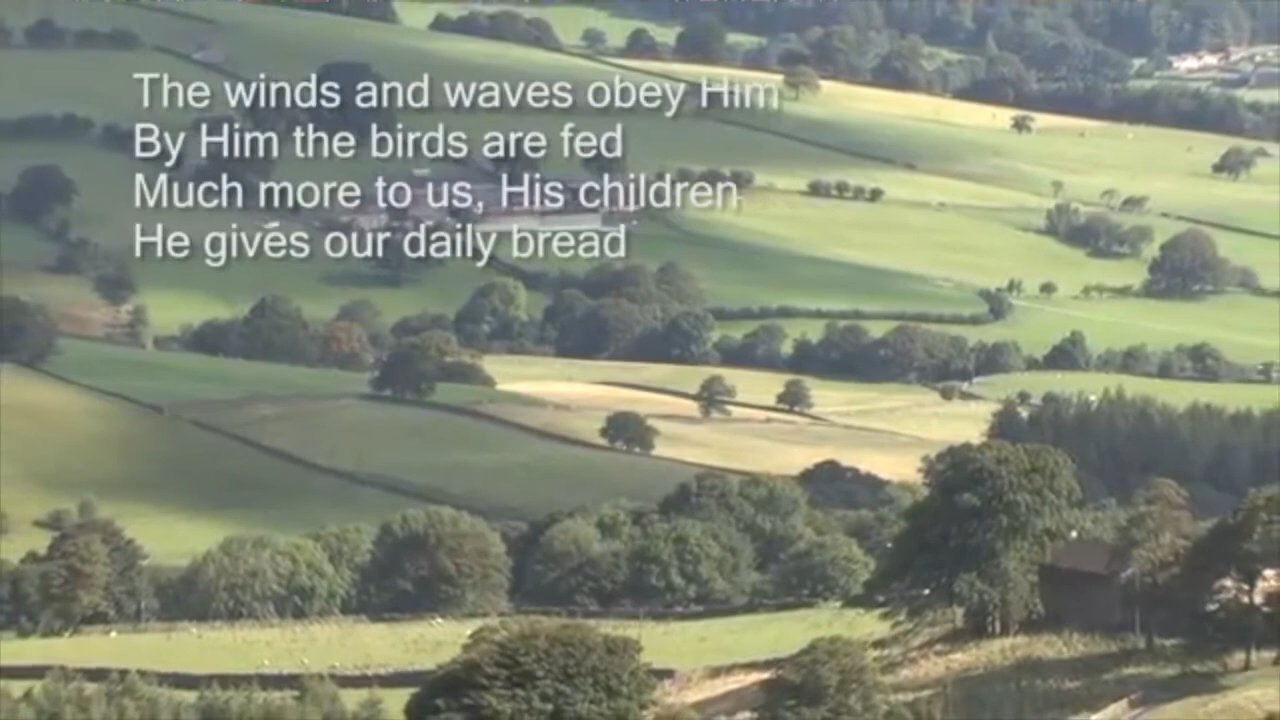 The winds and waves obey Him
By Him the birds are fed
Much more to us, His children
He gives our daily bread